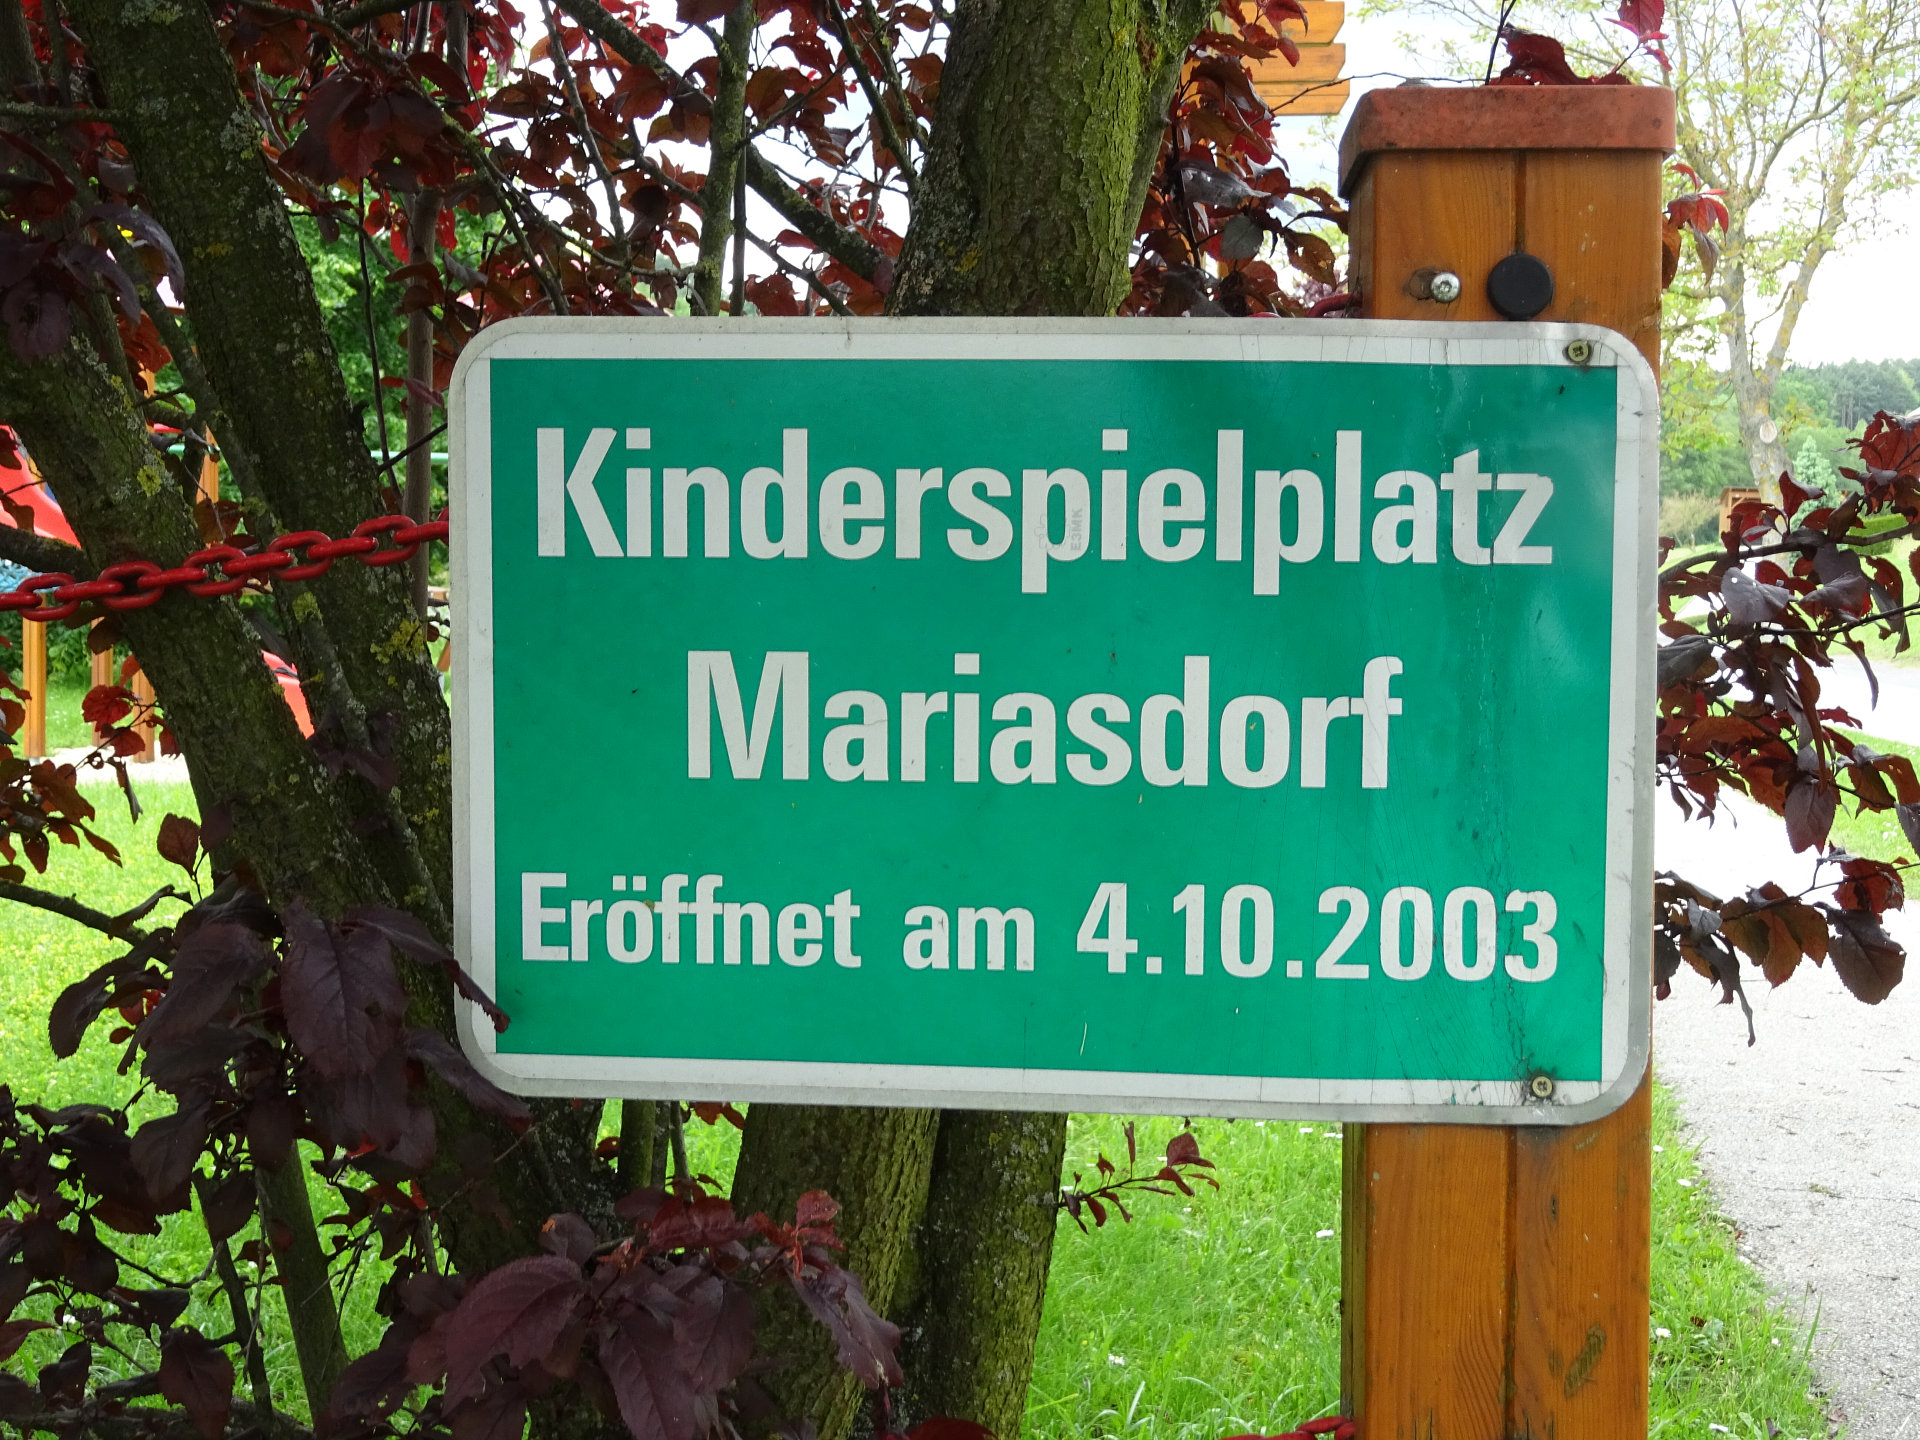 Kinderspielplatz
Mariasdorf
Eröffnet am 4.10.2003